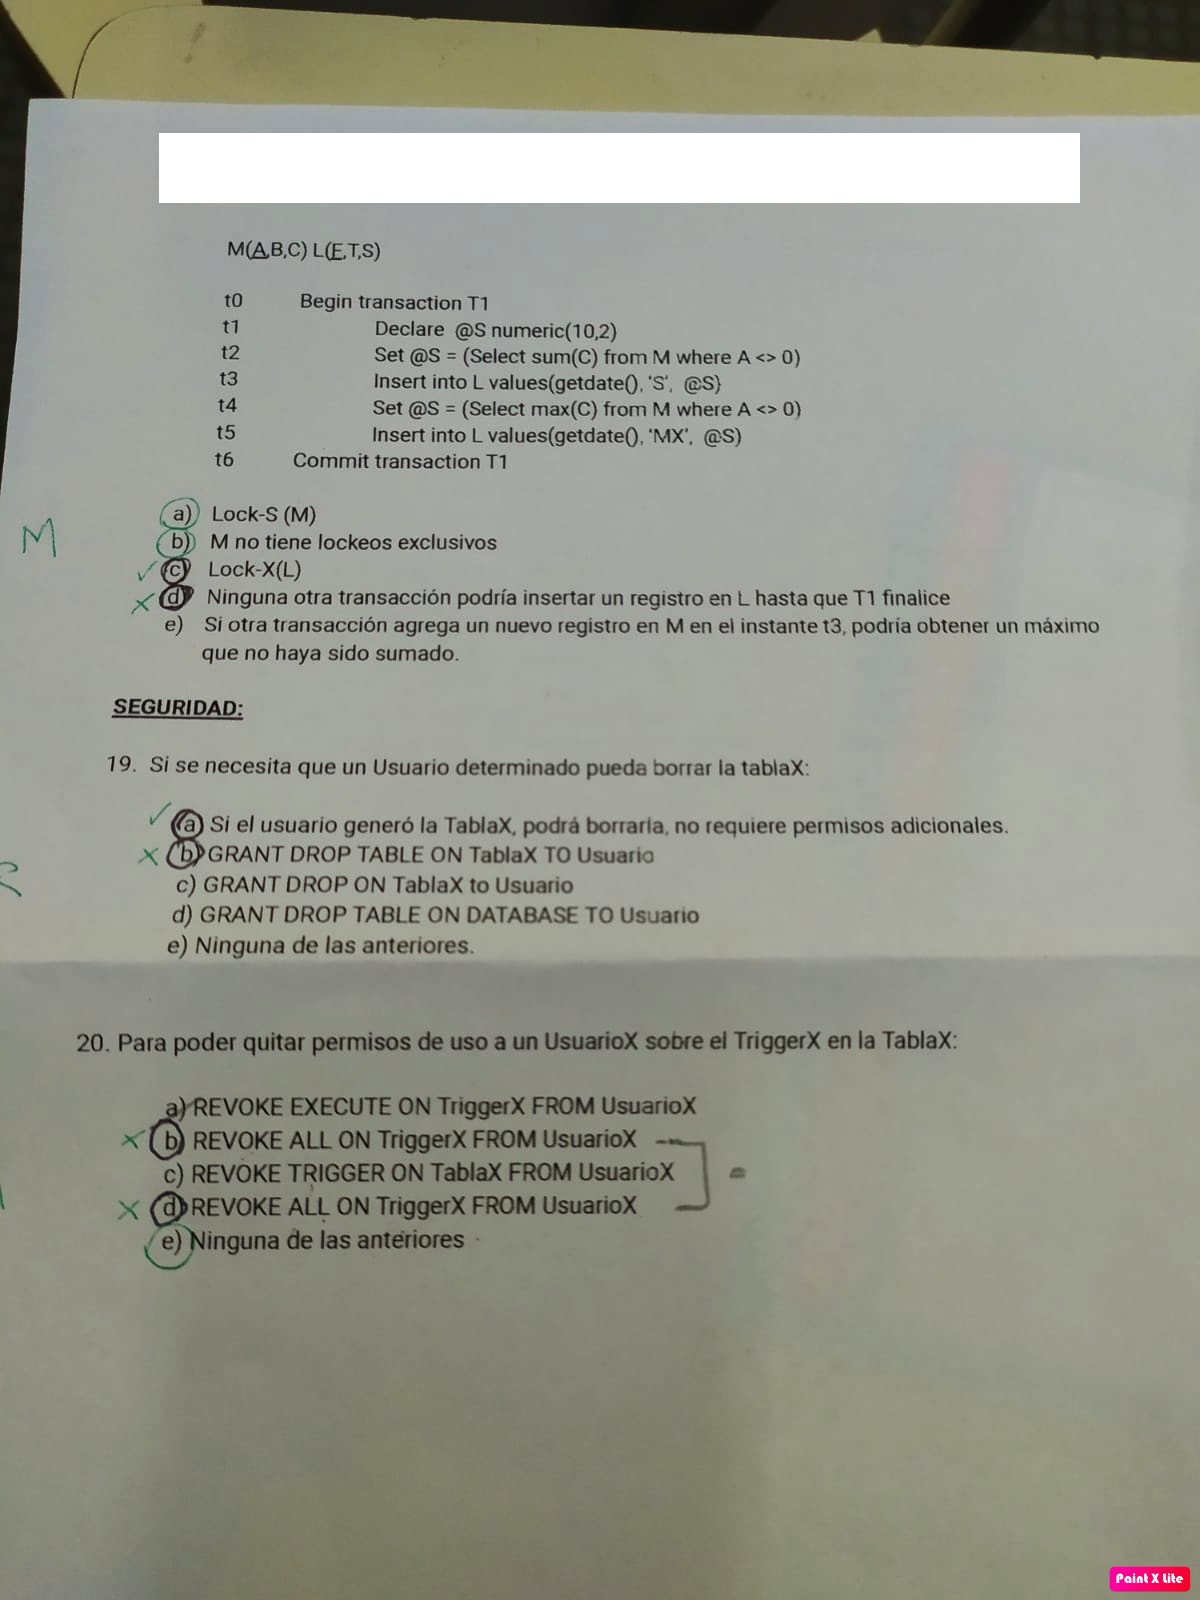 M(A,B,C) L(E,T,S)
t0 Begin transaction T1
t1 Declare @S numeric(10,2)
t2 Set @S = (Select sum(C) from M where A <> 0)
t3 Insert into L values(getdate(), 'S', @S)
t4 Set @S = (Select max(C) from M where A <> 0)
t5 Insert into L values(getdate(), 'MX', @S)
t6 Commit transaction T1
a) Lock-S (M)
M b) M no tiene lockeos exclusivos
✓ c) Lock-X(L)
x d) Ninguna otra transacción podría insertar un registro en L hasta que T1 finalice
e) Si otra transacción agrega un nuevo registro en M en el instante t3, podría obtener un máximo
que no haya sido sumado.
SEGURIDAD:
19. Si se necesita que un Usuario determinado pueda borrar la tablaX:
✓ a) Si el usuario generó la TablaX, podrá borrarla, no requiere permisos adicionales.
x b) GRANT DROP TABLE ON TablaX TO Usuario
c) GRANT DROP ON TablaX to Usuario
d) GRANT DROP TABLE ON DATABASE TO Usuario
e) Ninguna de las anteriores.
20. Para poder quitar permisos de uso a un UsuarioX sobre el TriggerX en la TablaX:
a) REVOKE EXECUTE ON TriggerX FROM UsuarioX
x b) REVOKE ALL ON TriggerX FROM UsuarioX
c) REVOKE TRIGGER ON TablaX FROM UsuarioX =
x d) REVOKE ALL ON TriggerX FROM UsuarioX
e) Ninguna de las anteriores
Paint X Lite